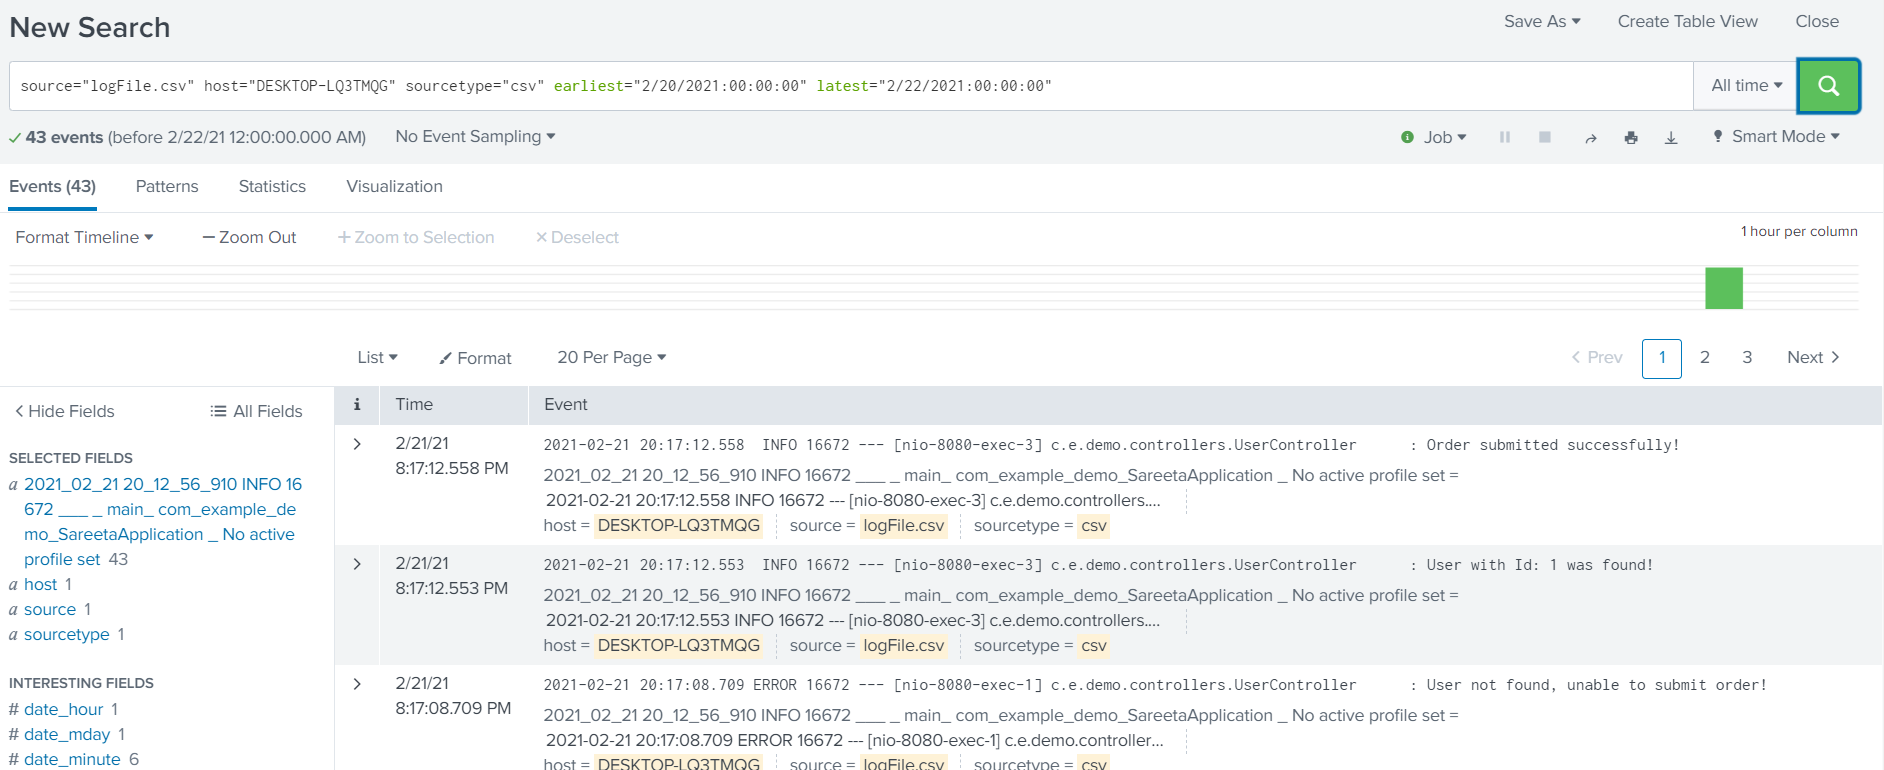 New Search
Save As
Create Table View
Close
source="logFile.csv" host="DESKTOP-LQ3TMQG" sourcetype="csv" earliest="2/20/2021:00:00:00" latest="2/22/2021:00:00:00"
All time
43 events (before 2/22/21 12:00:00.000 AM)
No Event Sampling
Job
Smart Mode
Events (43)
Patterns
Statistics
Visualization
Format Timeline
— Zoom Out
+ Zoom to Selection
× Deselect
1 hour per column
List
Format
20 Per Page
< Prev
1
2
3
Next >
< Hide Fields
All Fields
SELECTED FIELDS
a 2021_02_21 20_12_56_910 INFO 16
672 ___ _ main_ com_example_de
mo_SareetaApplication _ No active
profile set 43
a host 1
a source 1
a sourcetype 1
INTERESTING FIELDS
# date_hour 1
# date_mday 1
# date_minute 6
i
Time
Event
2/21/21
8:17:12.558 PM
2021-02-21 20:17:12.558  INFO 16672 --- [nio-8080-exec-3] c.e.demo.controllers.UserController      : Order submitted successfully!
2021_02_21 20_12_56_910 INFO 16672 ___ _ main_ com_example_demo_SareetaApplication _ No active profile set =
2021-02-21 20:17:12.558 INFO 16672 --- [nio-8080-exec-3] c.e.demo.controllers....
host = DESKTOP-LQ3TMQG source = logFile.csv sourcetype = csv
2/21/21
8:17:12.553 PM
2021-02-21 20:17:12.553  INFO 16672 --- [nio-8080-exec-3] c.e.demo.controllers.UserController      : User with Id: 1 was found!
2021_02_21 20_12_56_910 INFO 16672 ___ _ main_ com_example_demo_SareetaApplication _ No active profile set =
2021-02-21 20:17:12.553 INFO 16672 --- [nio-8080-exec-3] c.e.demo.controllers....
host = DESKTOP-LQ3TMQG source = logFile.csv sourcetype = csv
2/21/21
8:17:08.709 PM
2021-02-21 20:17:08.709 ERROR 16672 --- [nio-8080-exec-1] c.e.demo.controllers.UserController      : User not found, unable to submit order!
2021_02_21 20_12_56_910 INFO 16672 ___ _ main_ com_example_demo_SareetaApplication _ No active profile set =
2021-02-21 20:17:08.709 ERROR 16672 --- [nio-8080-exec-1] c.e.demo.controller...
host = DESKTOP-LQ3TMQG source = logFile.csv sourcetype = csv